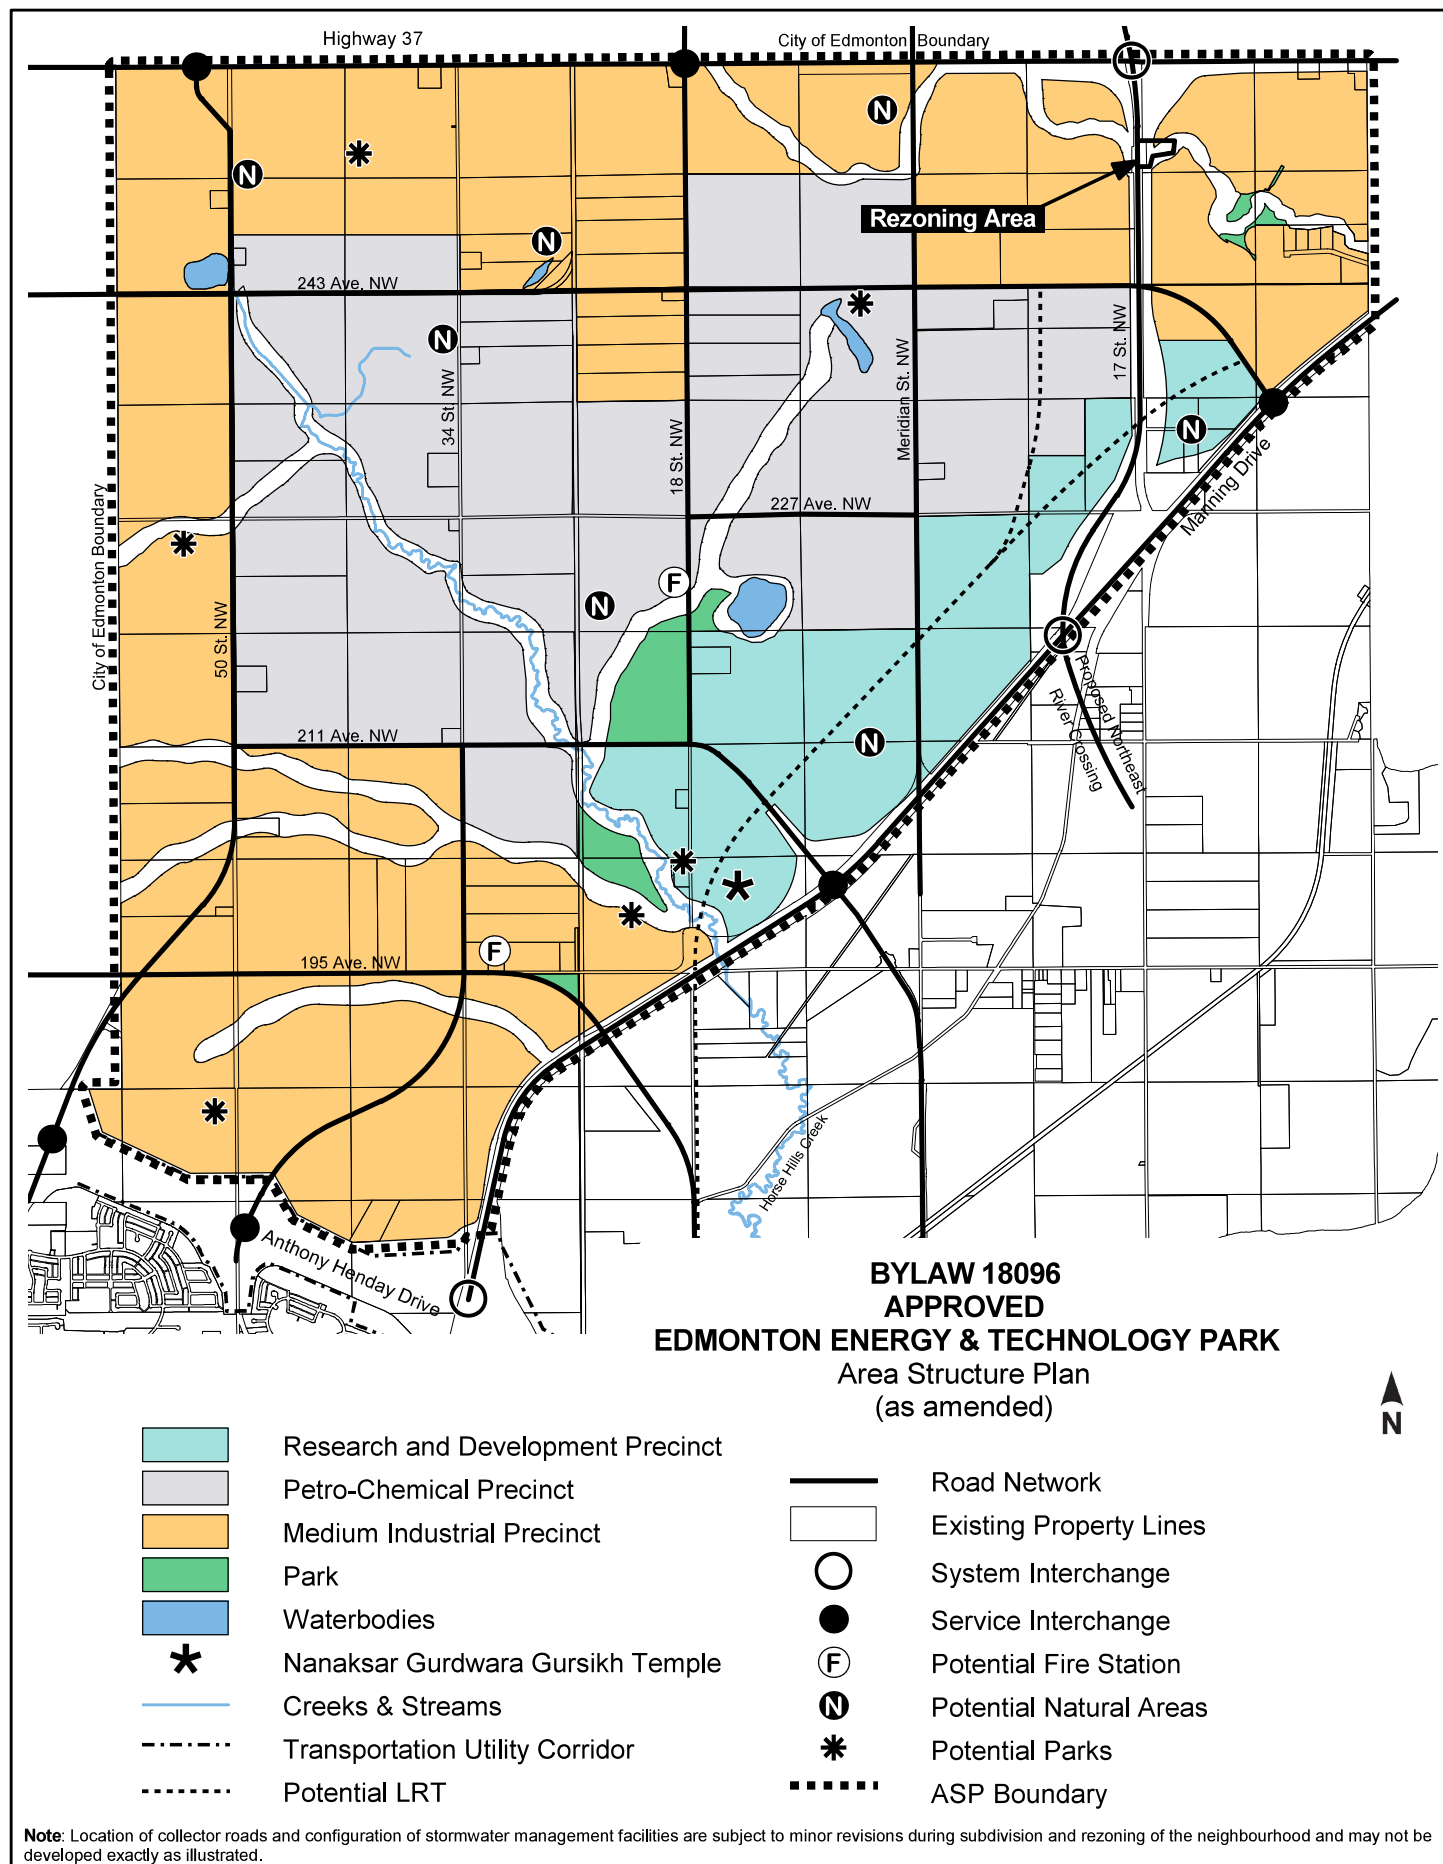 Highway 37
City of Edmonton Boundary
N
N
Rezoning Area
N
243 Ave. NW
N
34 St. NW
18 St. NW
Meridian St. NW
17 St. NW
N
Manning Drive
227 Ave. NW
City of Edmonton Boundary
50 St. NW
F
N
Proposed Northeast
River Crossing
211 Ave. NW
N
F
195 Ave. NW
Horse Hills Creek
Anthony Henday Drive
BYLAW 18096
APPROVED
EDMONTON ENERGY & TECHNOLOGY PARK
Area Structure Plan
(as amended)
N
Research and Development Precinct
Petro-Chemical Precinct
Medium Industrial Precinct
Park
Waterbodies
Nanaksar Gurdwara Gursikh Temple
Creeks & Streams
Transportation Utility Corridor
Potential LRT
Road Network
Existing Property Lines
System Interchange
Service Interchange
F Potential Fire Station
N Potential Natural Areas
Potential Parks
ASP Boundary
Note: Location of collector roads and configuration of stormwater management facilities are subject to minor revisions during subdivision and rezoning of the neighbourhood and may not be
developed exactly as illustrated.